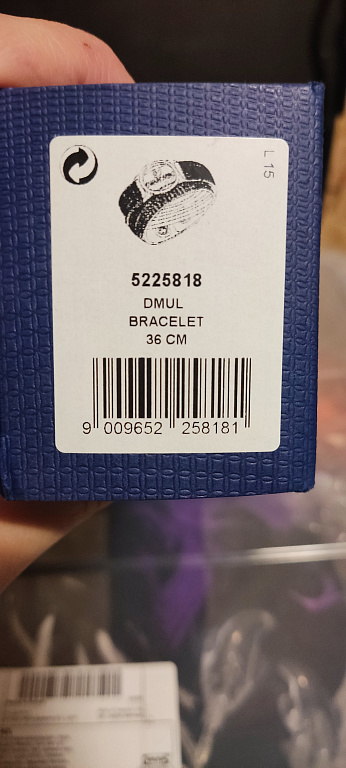 L 15
5225818
DMUL
BRACELET
36 CM
9 009652 258181